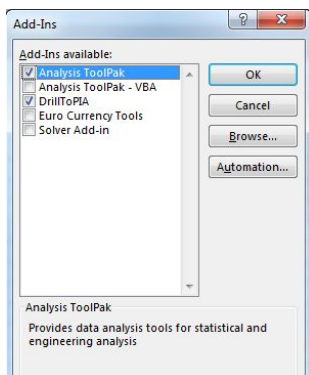 Add-Ins
?
X
Add-Ins available:
Analysis ToolPak
Analysis ToolPak - VBA
DrillToPIA
Euro Currency Tools
Solver Add-in
OK
Cancel
Browse...
Automation...
Analysis ToolPak
Provides data analysis tools for statistical and
engineering analysis